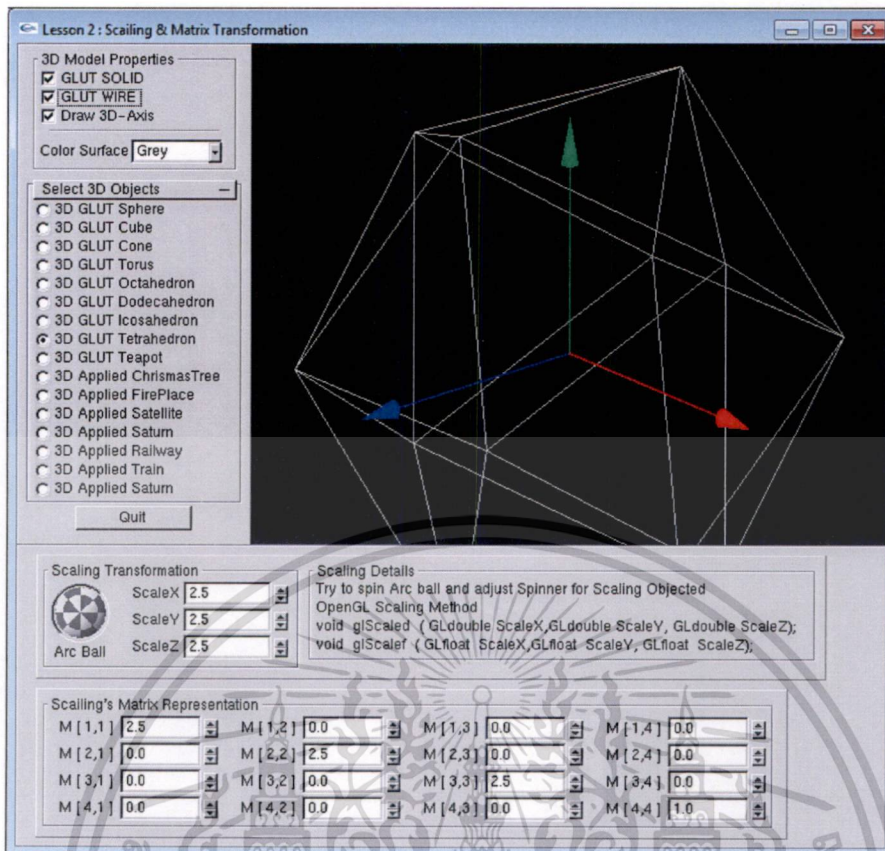 Lesson 2 : Scailing & Matrix Transformation
3D Model Properties
GLUT SOLID
GLUT WIRE
Draw 3D-Axis
Color Surface Grey
Select 3D Objects
3D GLUT Sphere
3D GLUT Cube
3D GLUT Cone
3D GLUT Torus
3D GLUT Octahedron
3D GLUT Dodecahedron
3D GLUT Icosahedron
3D GLUT Tetrahedron
3D GLUT Teapot
3D Applied ChrismasTree
3D Applied FirePlace
3D Applied Satellite
3D Applied Saturn
3D Applied Railway
3D Applied Train
3D Applied Saturn
Quit
Scaling Transformation
ScaleX 2.5
ScaleY 2.5
ScaleZ 2.5
Arc Ball
Scaling Details
Try to spin Arc ball and adjust Spinner for Scaling Objected
OpenGL Scaling Method
void glScaled ( GLdouble ScaleX,GLdouble ScaleY, GLdouble ScaleZ);
void glScalef ( GLfloat ScaleX,GLfloat ScaleY, GLfloat ScaleZ);
Scailing's Matrix Representation
M [ 1,1 ] 2.5 M [ 1,2 ] 0.0 M [ 1,3 ] 0.0 M [ 1,4 ] 0.0
M [ 2,1 ] 0.0 M [ 2,2 ] 2.5 M [ 2,3 ] 0.0 M [ 2,4 ] 0.0
M [ 3,1 ] 0.0 M [ 3,2 ] 0.0 M [ 3,3 ] 2.5 M [ 3,4 ] 0.0
M [ 4,1 ] 0.0 M [ 4,2 ] 0.0 M [ 4,3 ] 0.0 M [ 4,4 ] 1.0